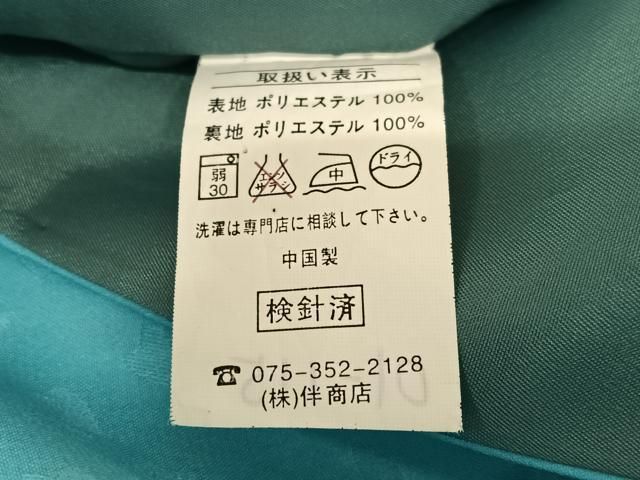 取扱い表示
表地 ポリエステル 100%
裏地 ポリエステル 100%
弱 30 エンソ サラシ 中 ドライ
洗濯は専門店に相談して下さい。
中国製
検針済
☎ 075-352-2128
(株)伴商店